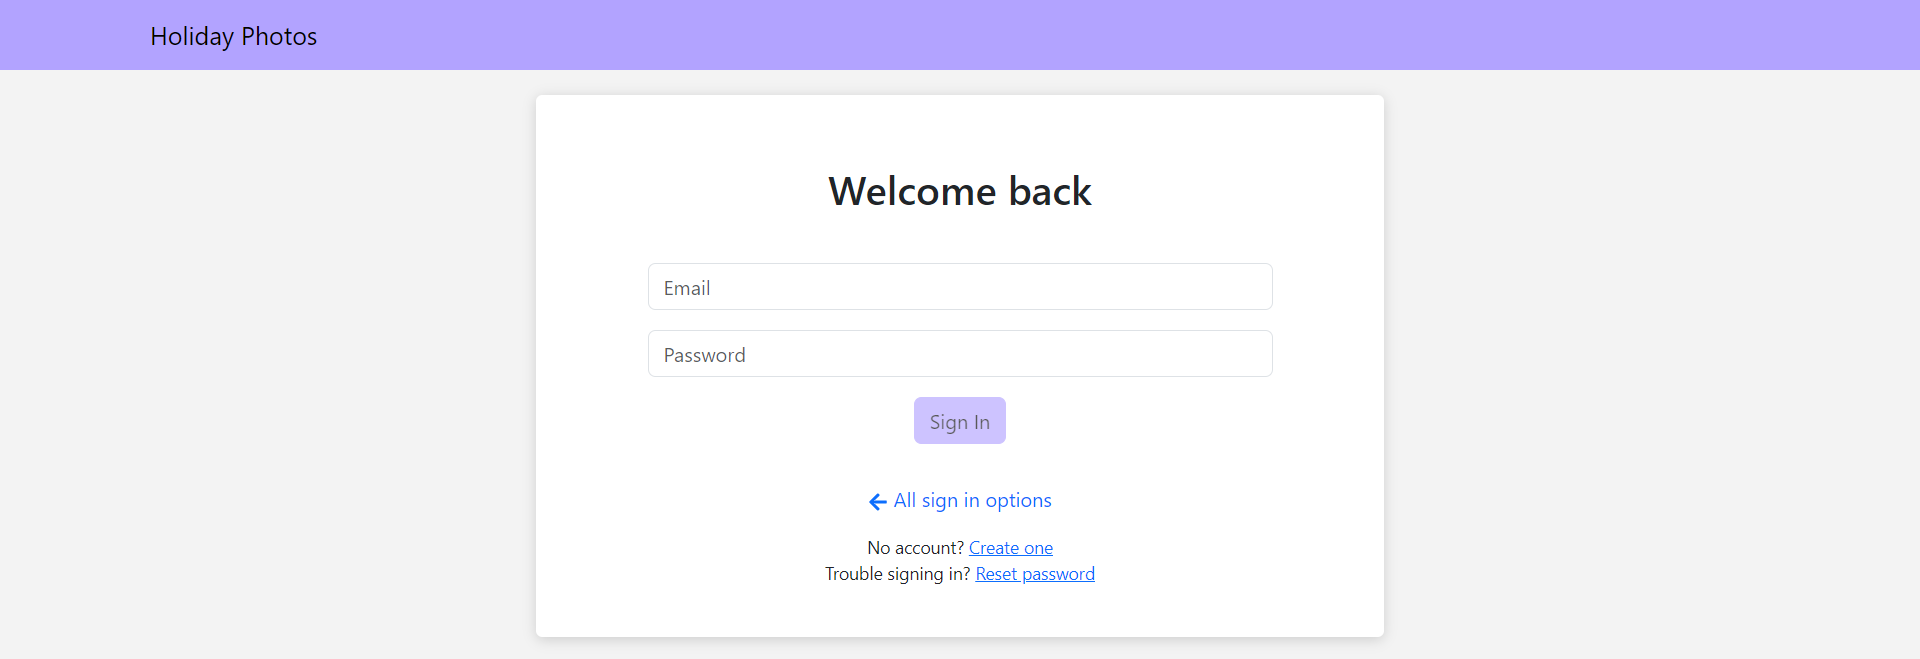 Holiday Photos
Welcome back
Email
Password
Sign In
All sign in options
No account? Create one
Trouble signing in? Reset password